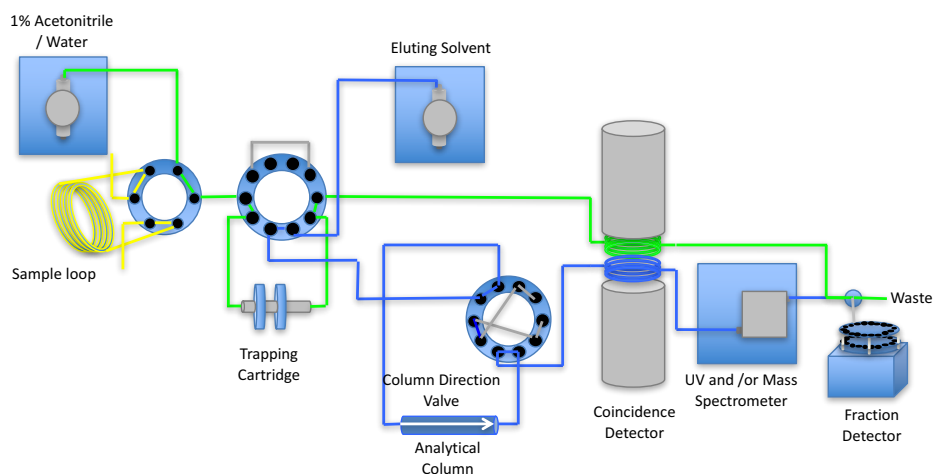 1% Acetonitrile
/ Water
Eluting Solvent
Sample loop
Waste
Trapping
Cartridge
Column Direction
Valve
Analytical
Column
Coincidence
Detector
UV and /or Mass
Spectrometer
Fraction
Detector